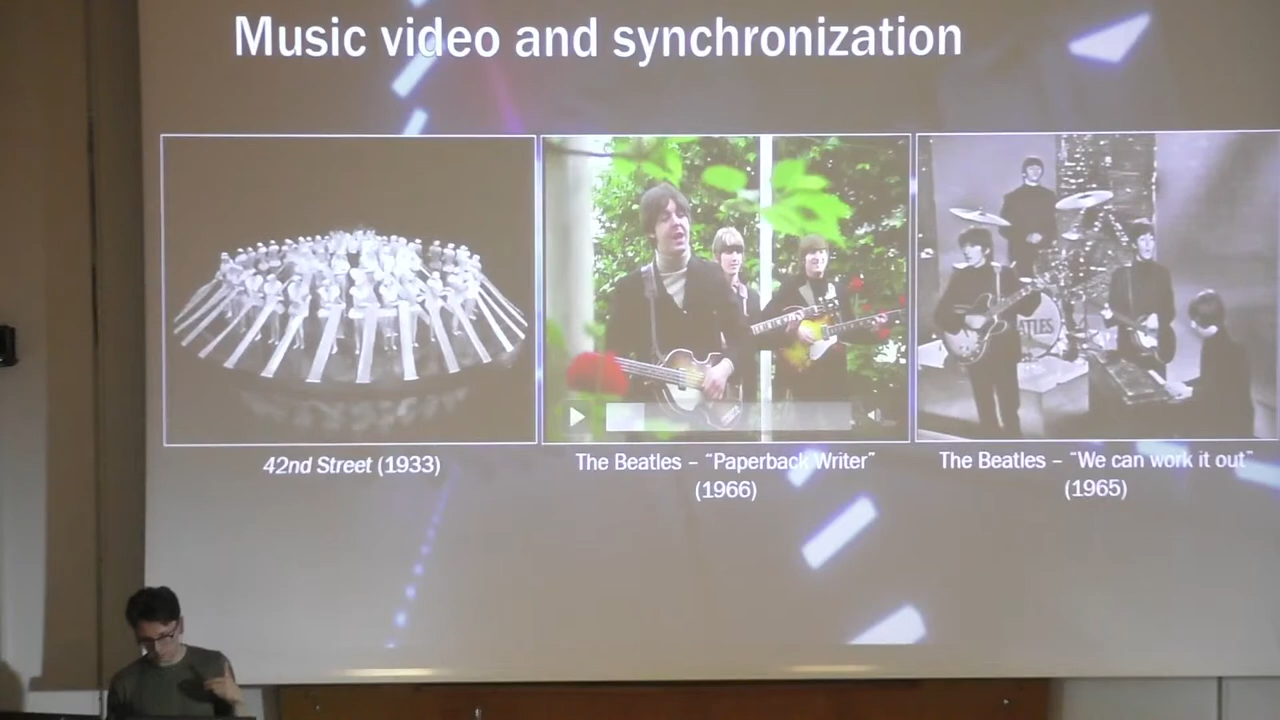 Music video and synchronization
42nd Street (1933)
The Beatles – “Paperback Writer”
(1966)
The Beatles – “We can work it out”
(1965)
ATLES